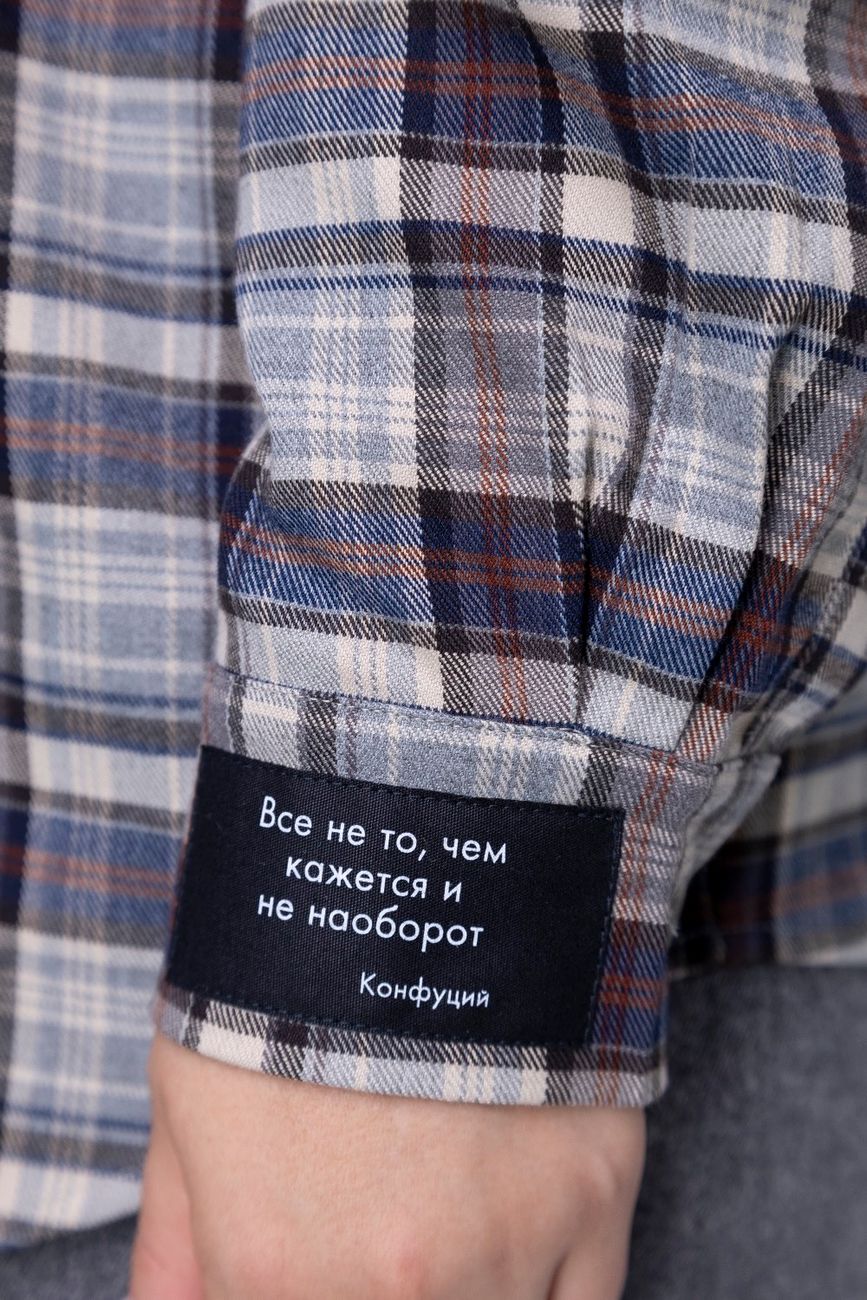 Все не то, чем
кажется и
не наоборот
Конфуций